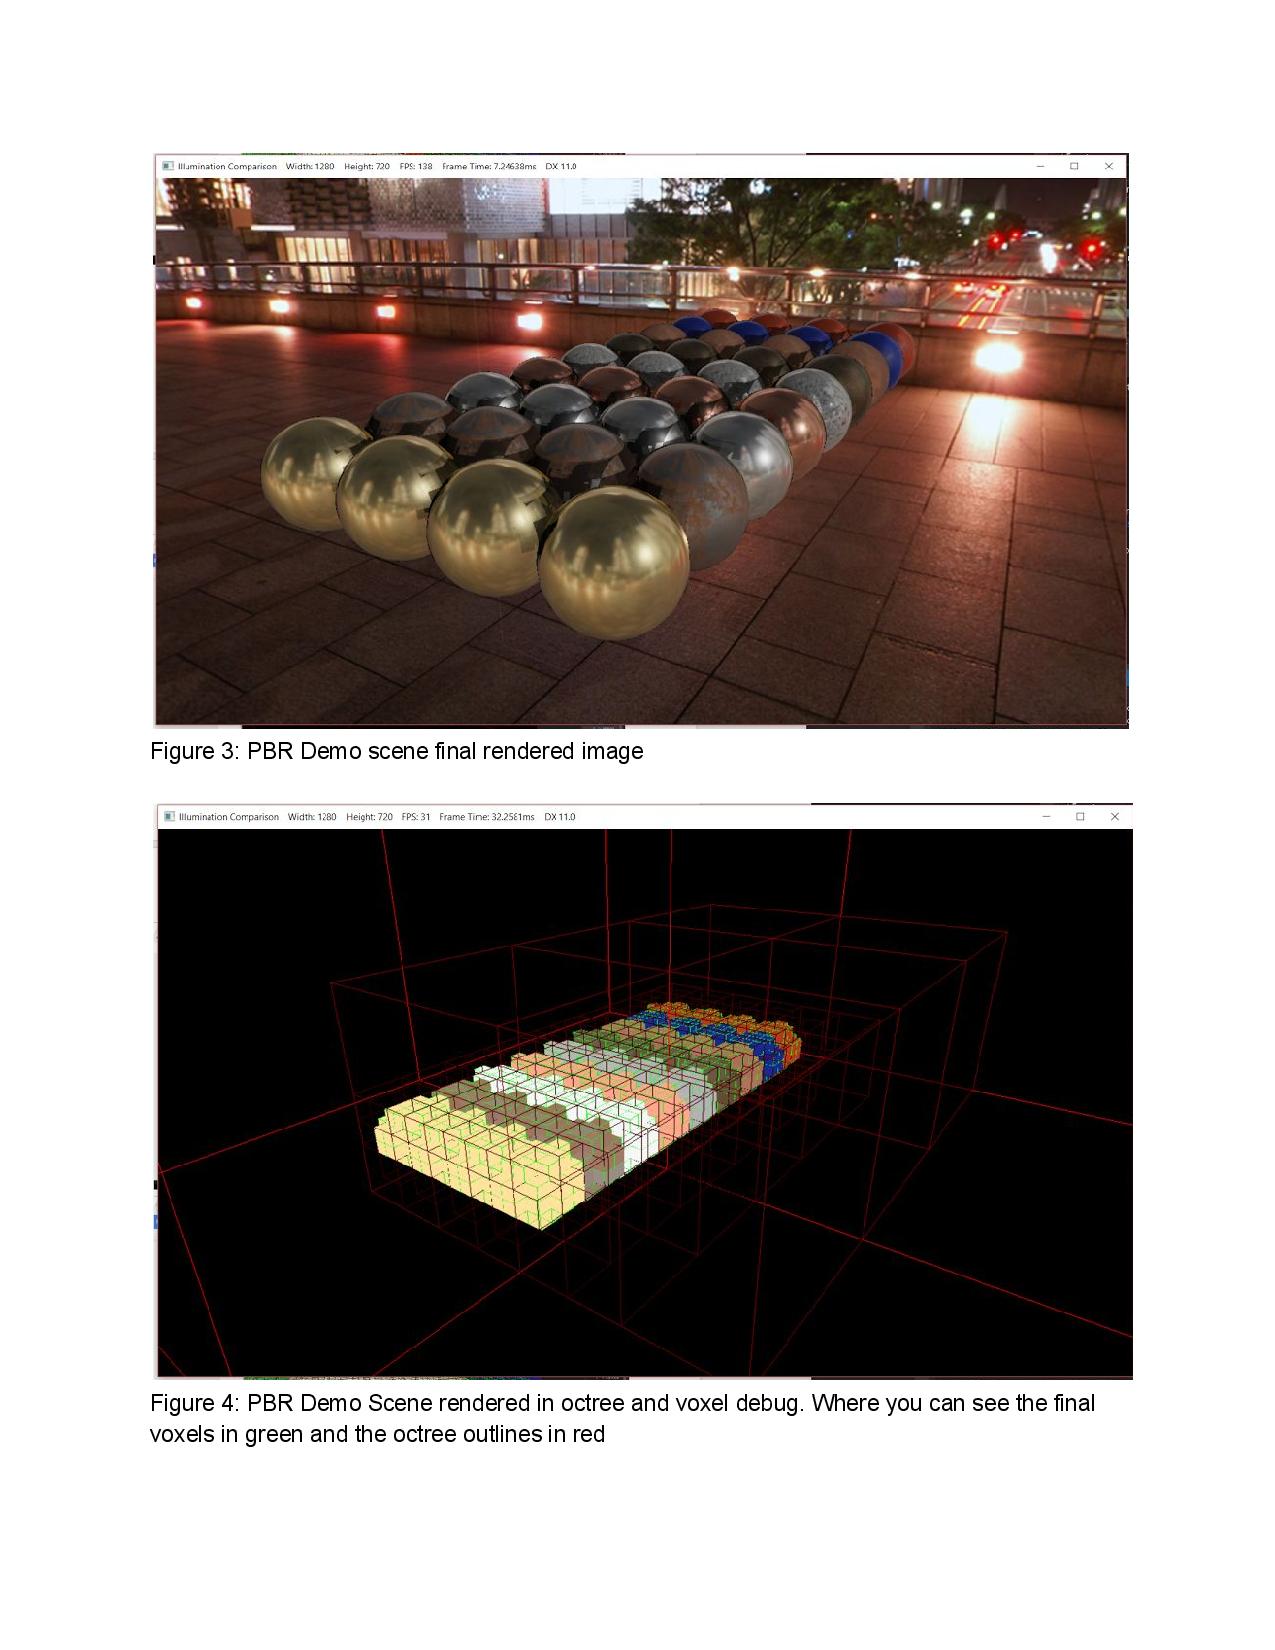 Illumination Comparison Width: 1280 Height: 720 FPS: 138 Frame Time: 7.24638ms DX 11.0
Figure 3: PBR Demo scene final rendered image
Illumination Comparison Width: 1280 Height: 720 FPS: 31 Frame Time: 32.2581ms DX 11.0
Figure 4: PBR Demo Scene rendered in octree and voxel debug. Where you can see the final
voxels in green and the octree outlines in red